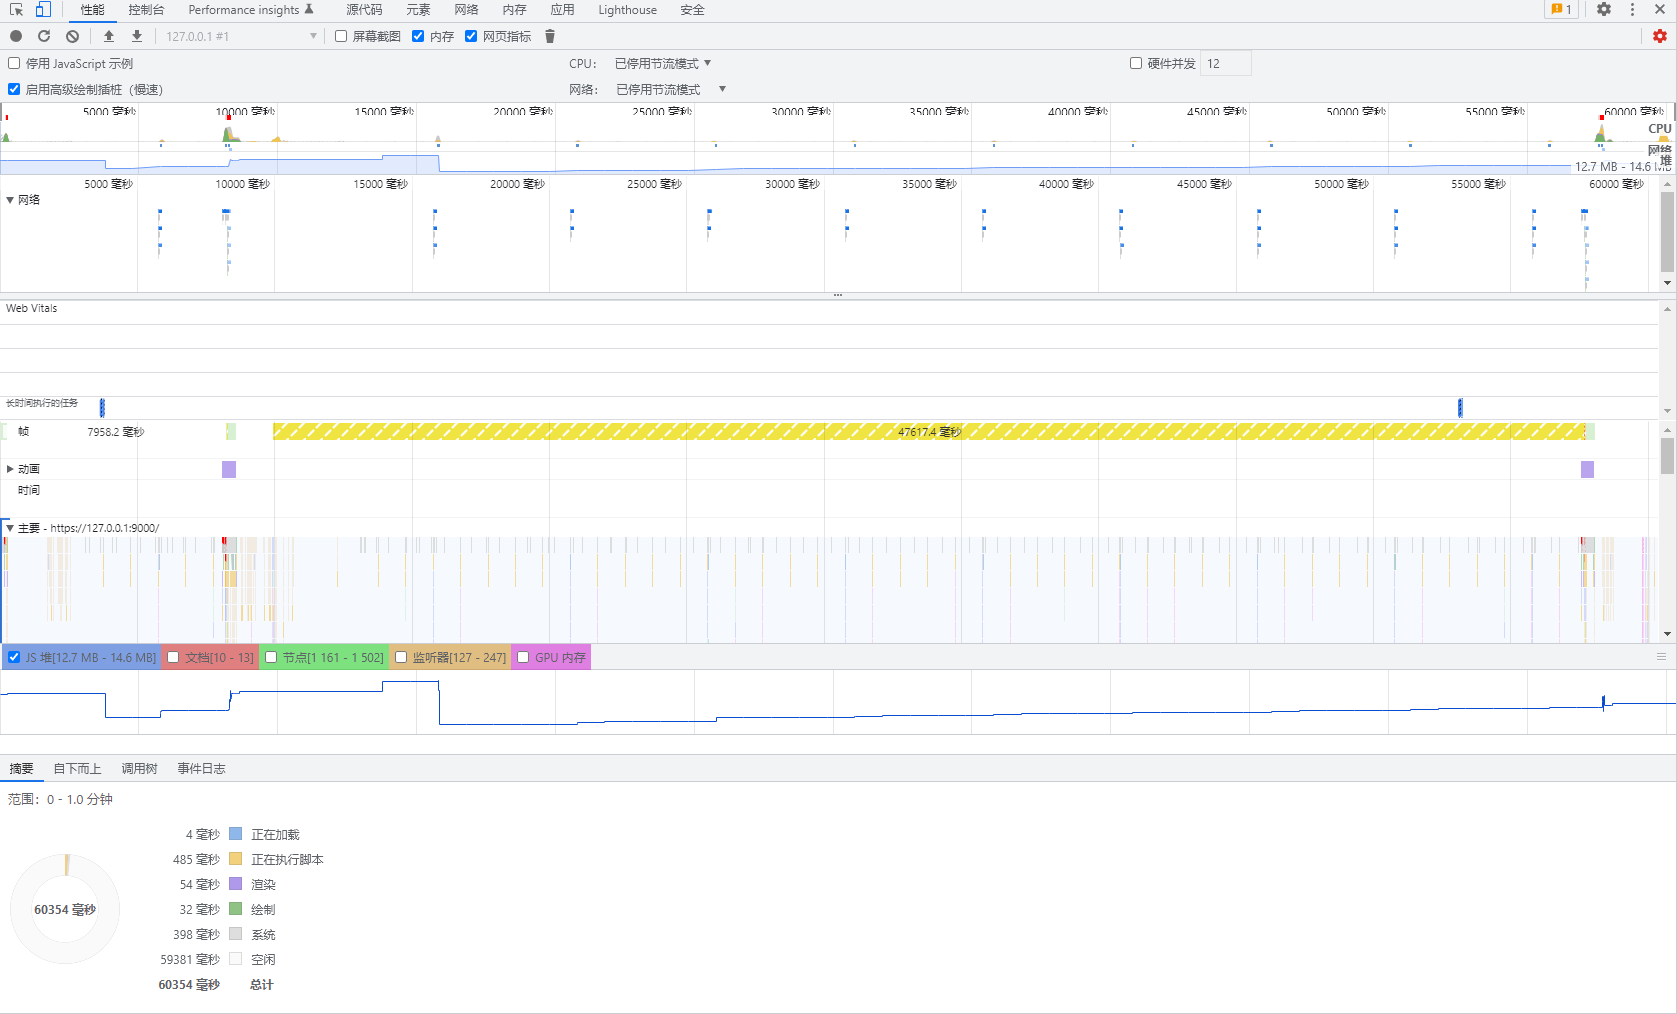 性能 控制台 Performance insights 源代码 元素 网络 内存 应用 Lighthouse 安全 1
127.0.0.1 #1 屏幕截图 内存 网页指标
停用 JavaScript 示例 CPU： 已停用节流模式 硬件并发 12
启用高级绘制插桩（慢速） 网络： 已停用节流模式
5000 毫秒 10000 毫秒 15000 毫秒 20000 毫秒 25000 毫秒 30000 毫秒 35000 毫秒 40000 毫秒 45000 毫秒 50000 毫秒 55000 毫秒 60000 毫秒
CPU
网络
堆
12.7 MB - 14.6 MB
5000 毫秒 10000 毫秒 15000 毫秒 20000 毫秒 25000 毫秒 30000 毫秒 35000 毫秒 40000 毫秒 45000 毫秒 50000 毫秒 55000 毫秒 60000 毫秒
网络
Web Vitals
长时间执行的任务
帧 7958.2 毫秒 47617.4 毫秒
动画
时间
主要 - https://127.0.0.1:9000/
JS 堆[12.7 MB - 14.6 MB] 文档[10 - 13] 节点[1 161 - 1 502] 监听器[127 - 247] GPU 内存
摘要 自下而上 调用树 事件日志
范围：0 - 1.0 分钟
4 毫秒 正在加载
485 毫秒 正在执行脚本
54 毫秒 渲染
60354 毫秒
32 毫秒 绘制
398 毫秒 系统
59381 毫秒 空闲
60354 毫秒 总计